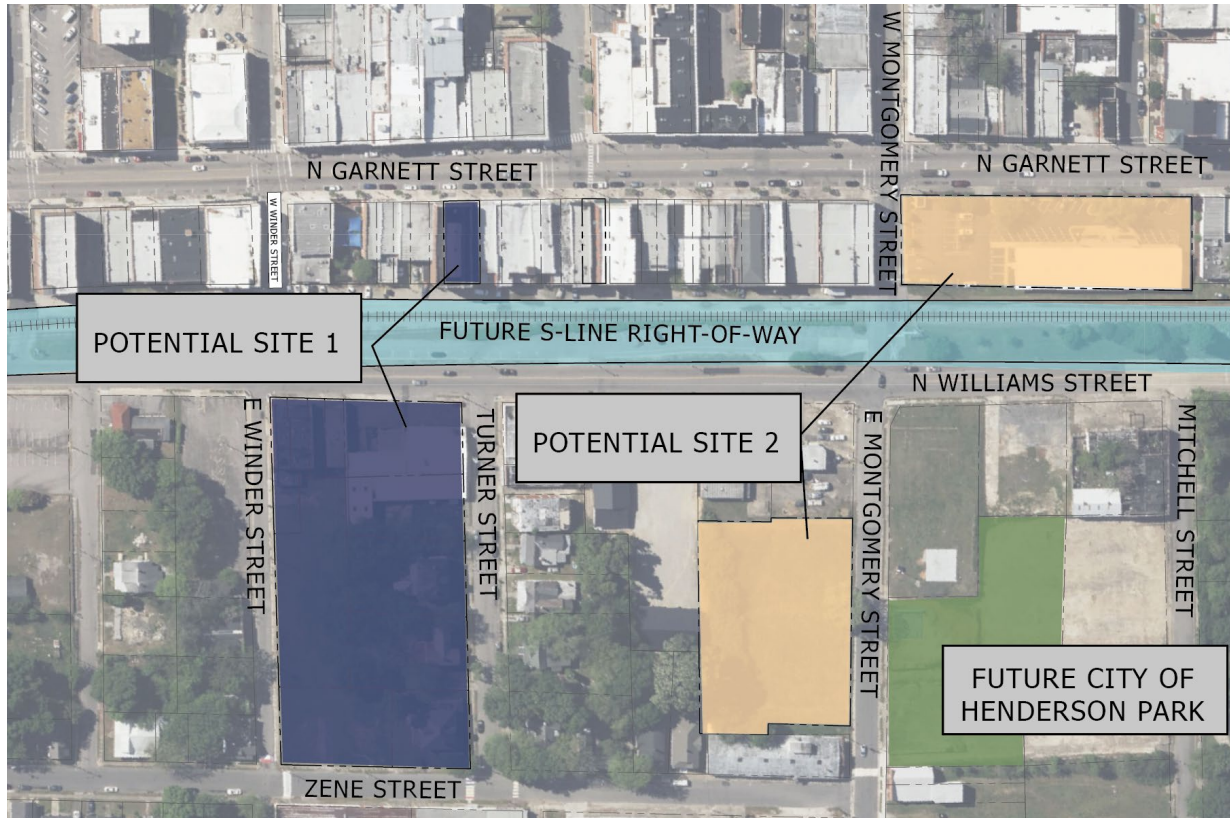 W MONTGOMERY STREET
N GARNETT STREET
N GARNETT STREET
W WINDER STREET
POTENTIAL SITE 1
FUTURE S-LINE RIGHT-OF-WAY
N WILLIAMS STREET
E WINDER STREET
TURNER STREET
POTENTIAL SITE 2
E MONTGOMERY STREET
MITCHELL STREET
FUTURE CITY OF
HENDERSON PARK
ZENE STREET